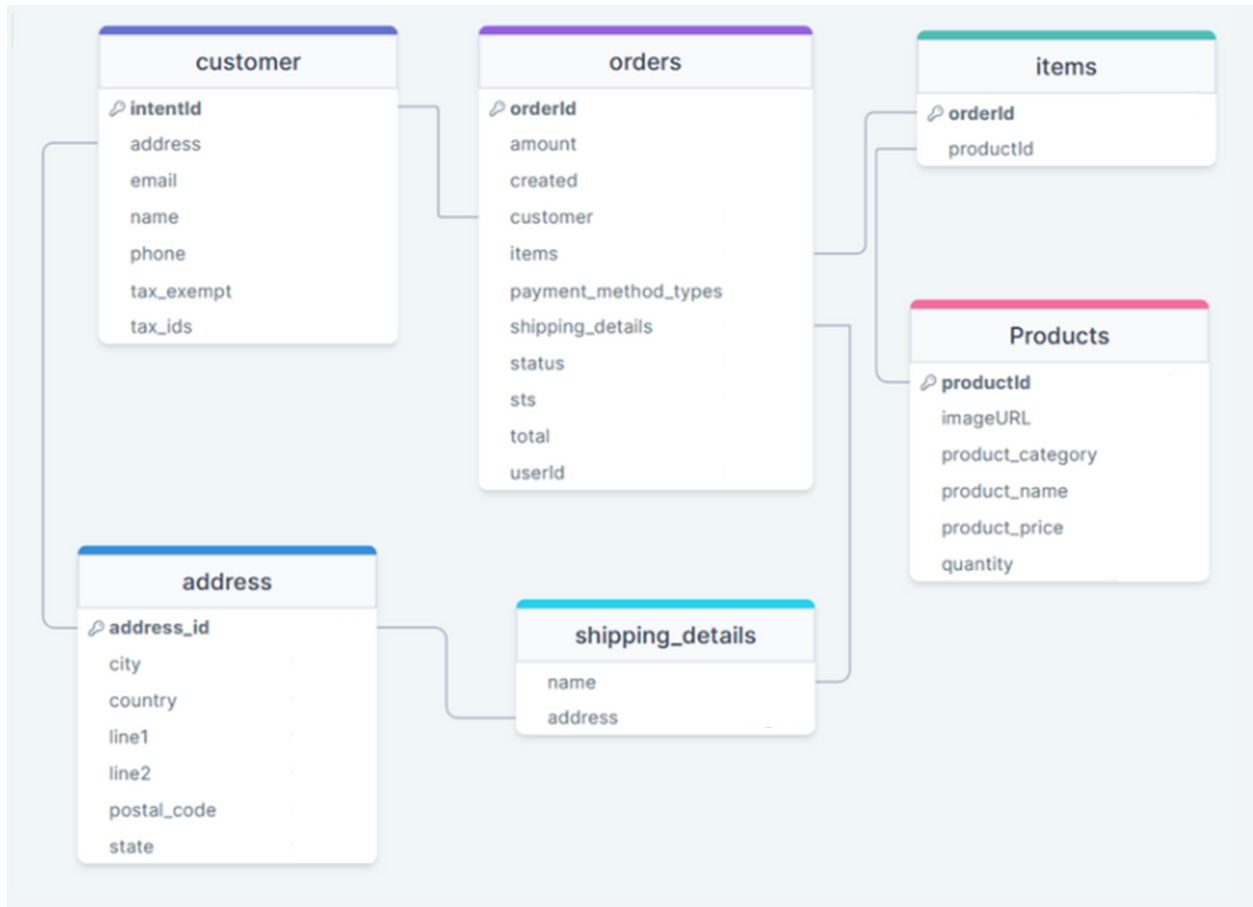 customer
intentId
address
email
name
phone
tax_exempt
tax_ids
orders
orderId
amount
created
customer
items
payment_method_types
shipping_details
status
sts
total
userId
items
orderId
productId
Products
productId
imageURL
product_category
product_name
product_price
quantity
address
address_id
city
country
line1
line2
postal_code
state
shipping_details
name
address